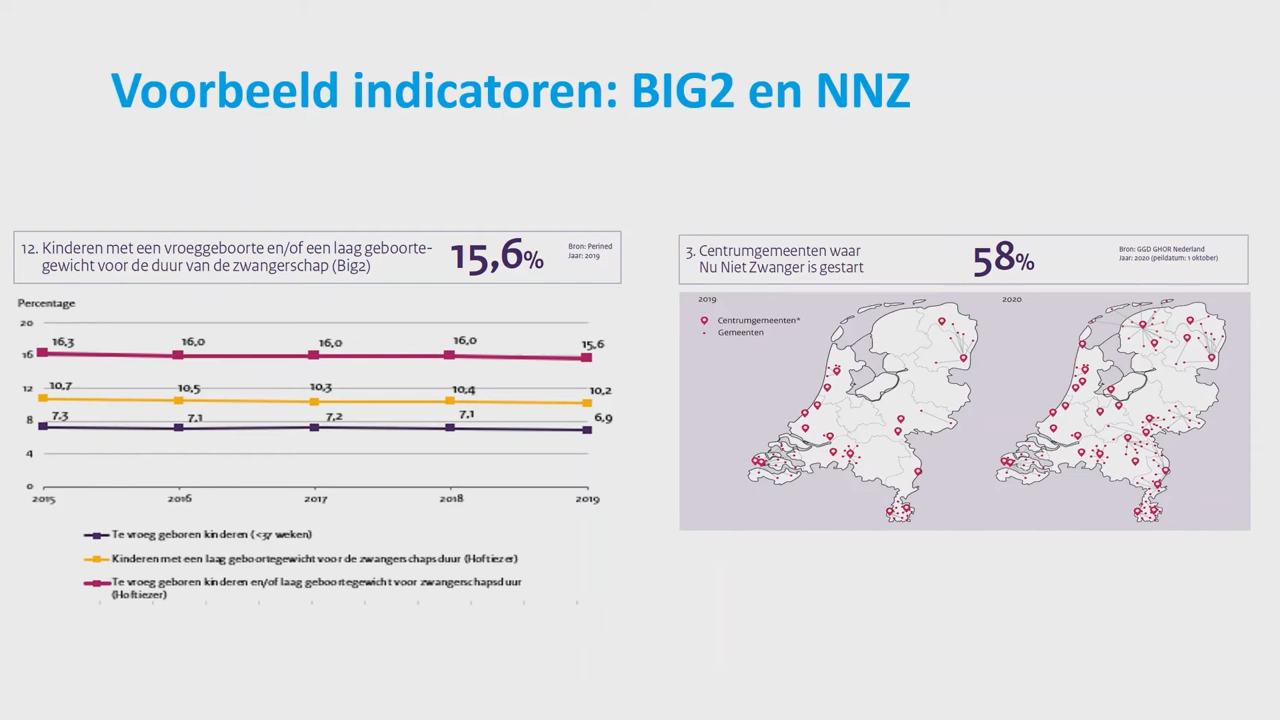 Voorbeeld indicatoren: BIG2 en NNZ
12. Kinderen met een vroeggeboorte en/of een laag geboorte-
gewicht voor de duur van de zwangerschap (Big2)
15,6%
Bron: Perined
Jaar: 2019
Percentage
20
16
12
8
4
0
16,3
16,0
16,0
16,0
15,6
10,7
10,5
10,3
10,4
10,2
7,3
7,1
7,2
7,1
6,9
2015
2016
2017
2018
2019
Te vroeg geboren kinderen (<37 weken)
Kinderen met een laag geboortegewicht voor de zwangerschapsduur (Hoftiezer)
Te vroeg geboren kinderen en/of laag geboortegewicht voor zwangerschapsduur
(Hoftiezer)
3. Centrumgemeenten waar
Nu Niet Zwanger is gestart
58%
Bron: GGD GHOR Nederland
Jaar: 2020 (peildatum: 1 oktober)
2019
Centrumgemeenten*
Gemeenten
2020